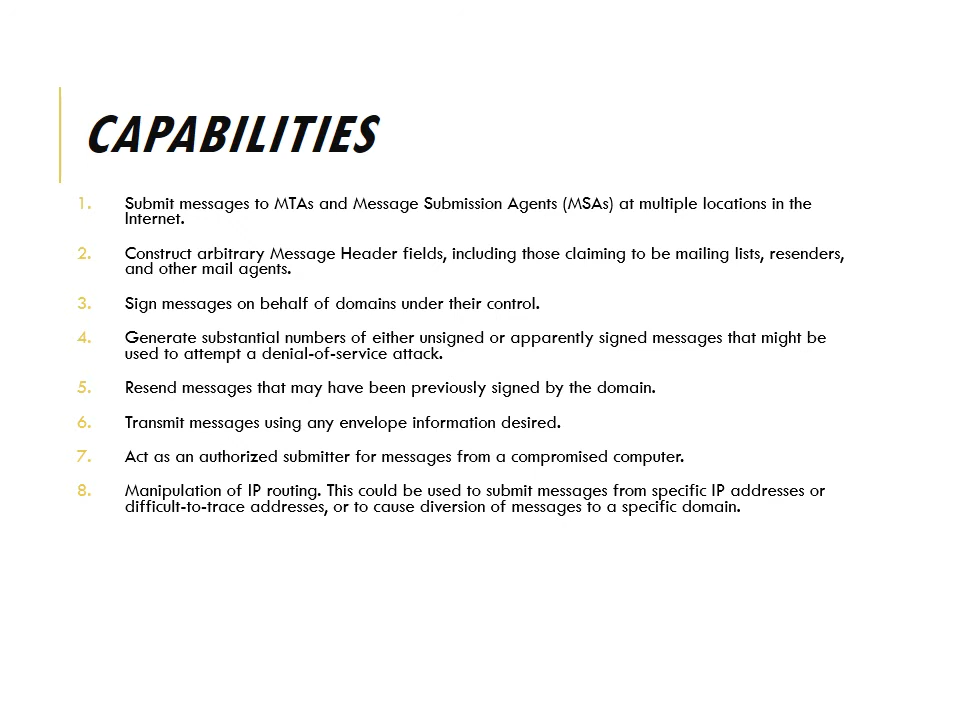 CAPABILITIES
1. Submit messages to MTAs and Message Submission Agents (MSAs) at multiple locations in the
Internet.
2. Construct arbitrary Message Header fields, including those claiming to be mailing lists, resenders,
and other mail agents.
3. Sign messages on behalf of domains under their control.
4. Generate substantial numbers of either unsigned or apparently signed messages that might be
used to attempt a denial-of-service attack.
5. Resend messages that may have been previously signed by the domain.
6. Transmit messages using any envelope information desired.
7. Act as an authorized submitter for messages from a compromised computer.
8. Manipulation of IP routing. This could be used to submit messages from specific IP addresses or
difficult-to-trace addresses, or to cause diversion of messages to a specific domain.